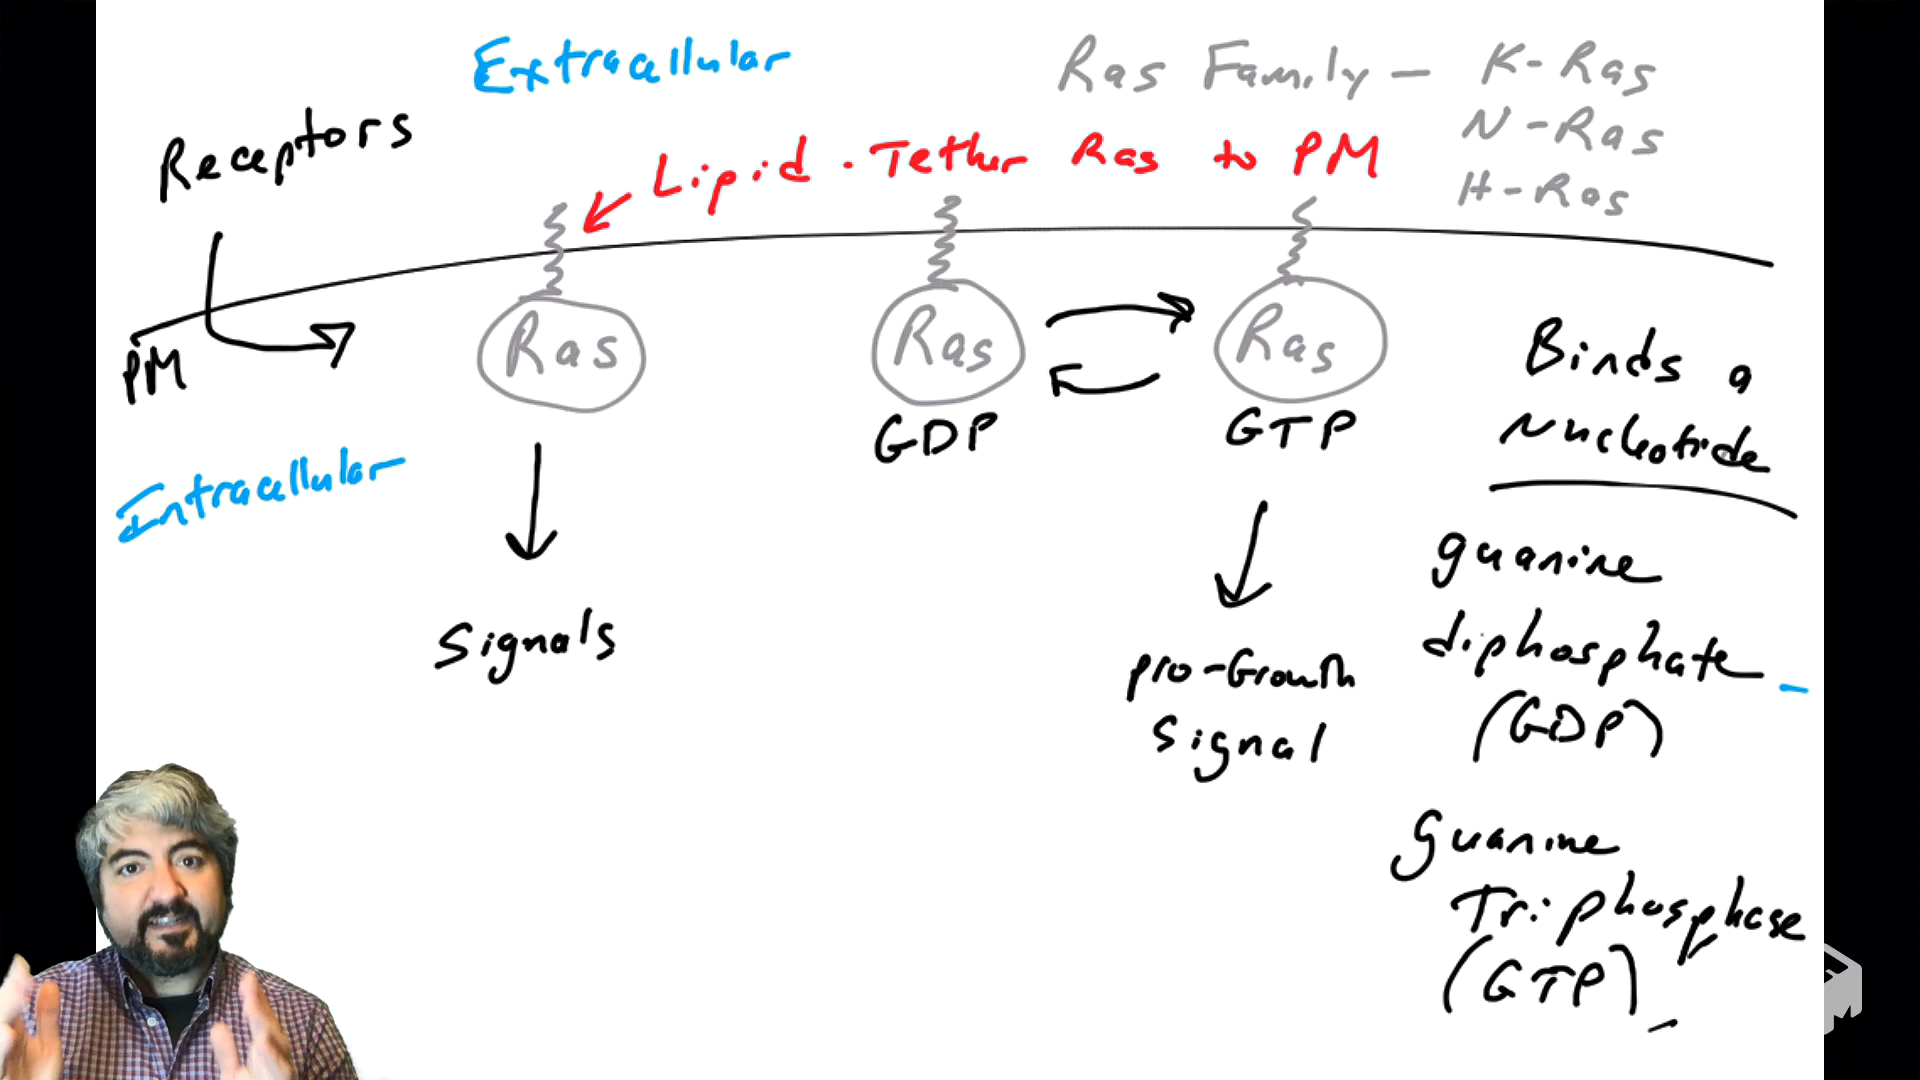 Extracellular
Ras Family - K-Ras
N-Ras
H-Ras
Receptors
Lipid. Tether Ras to PM
PM
Ras
Ras
Ras
GDP
GTP
Binds a
Nucleotide
Intracellular
Signals
pro-Growth
Signal
guanine
diphosphate -
(GDP)
Guanine
Triphosphase
(GTP)